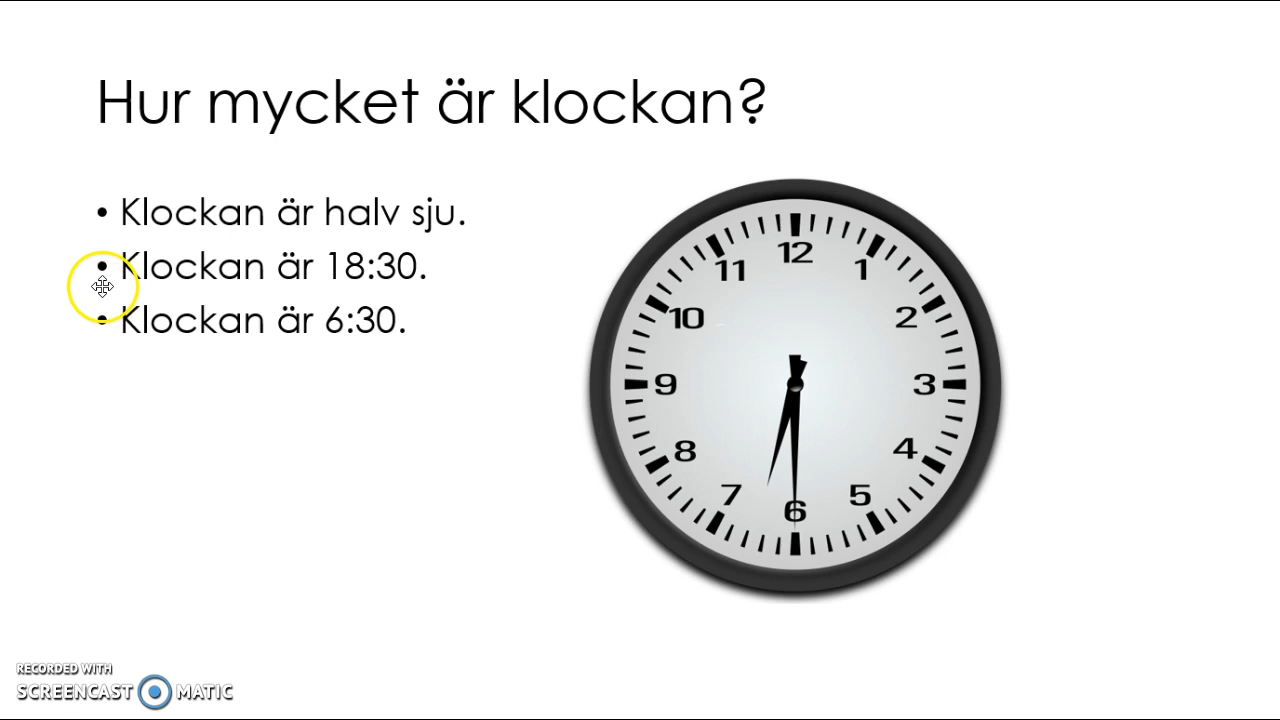 Hur mycket är klockan?
• Klockan är halv sju.
• Klockan är 18:30.
• Klockan är 6:30.
12
11
1
10
2
9
3
8
4
7
5
6
RECORDED WITH
SCREENCAST MATIC